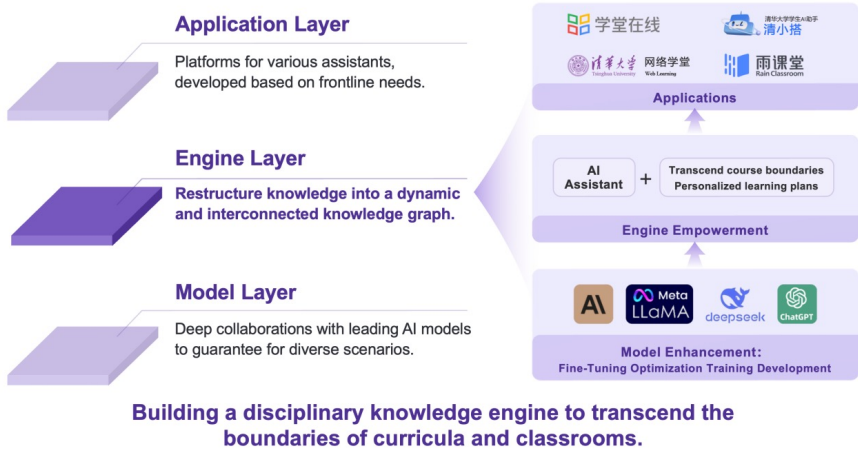 Application Layer
Platforms for various assistants,
developed based on frontline needs.
Engine Layer
Restructure knowledge into a dynamic
and interconnected knowledge graph.
Model Layer
Deep collaborations with leading AI models
to guarantee for diverse scenarios.
学堂在线
清华大学学生AI助手
清小搭
清华大学
Tsinghua University
网络学堂
Web Learning
雨课堂
Rain Classroom
Applications
AI
Assistant
+
Transcend course boundaries
Personalized learning plans
Engine Empowerment
A\
Meta
LLaMA
deepseek
ChatGPT
Model Enhancement:
Fine-Tuning Optimization Training Development
Building a disciplinary knowledge engine to transcend the
boundaries of curricula and classrooms.